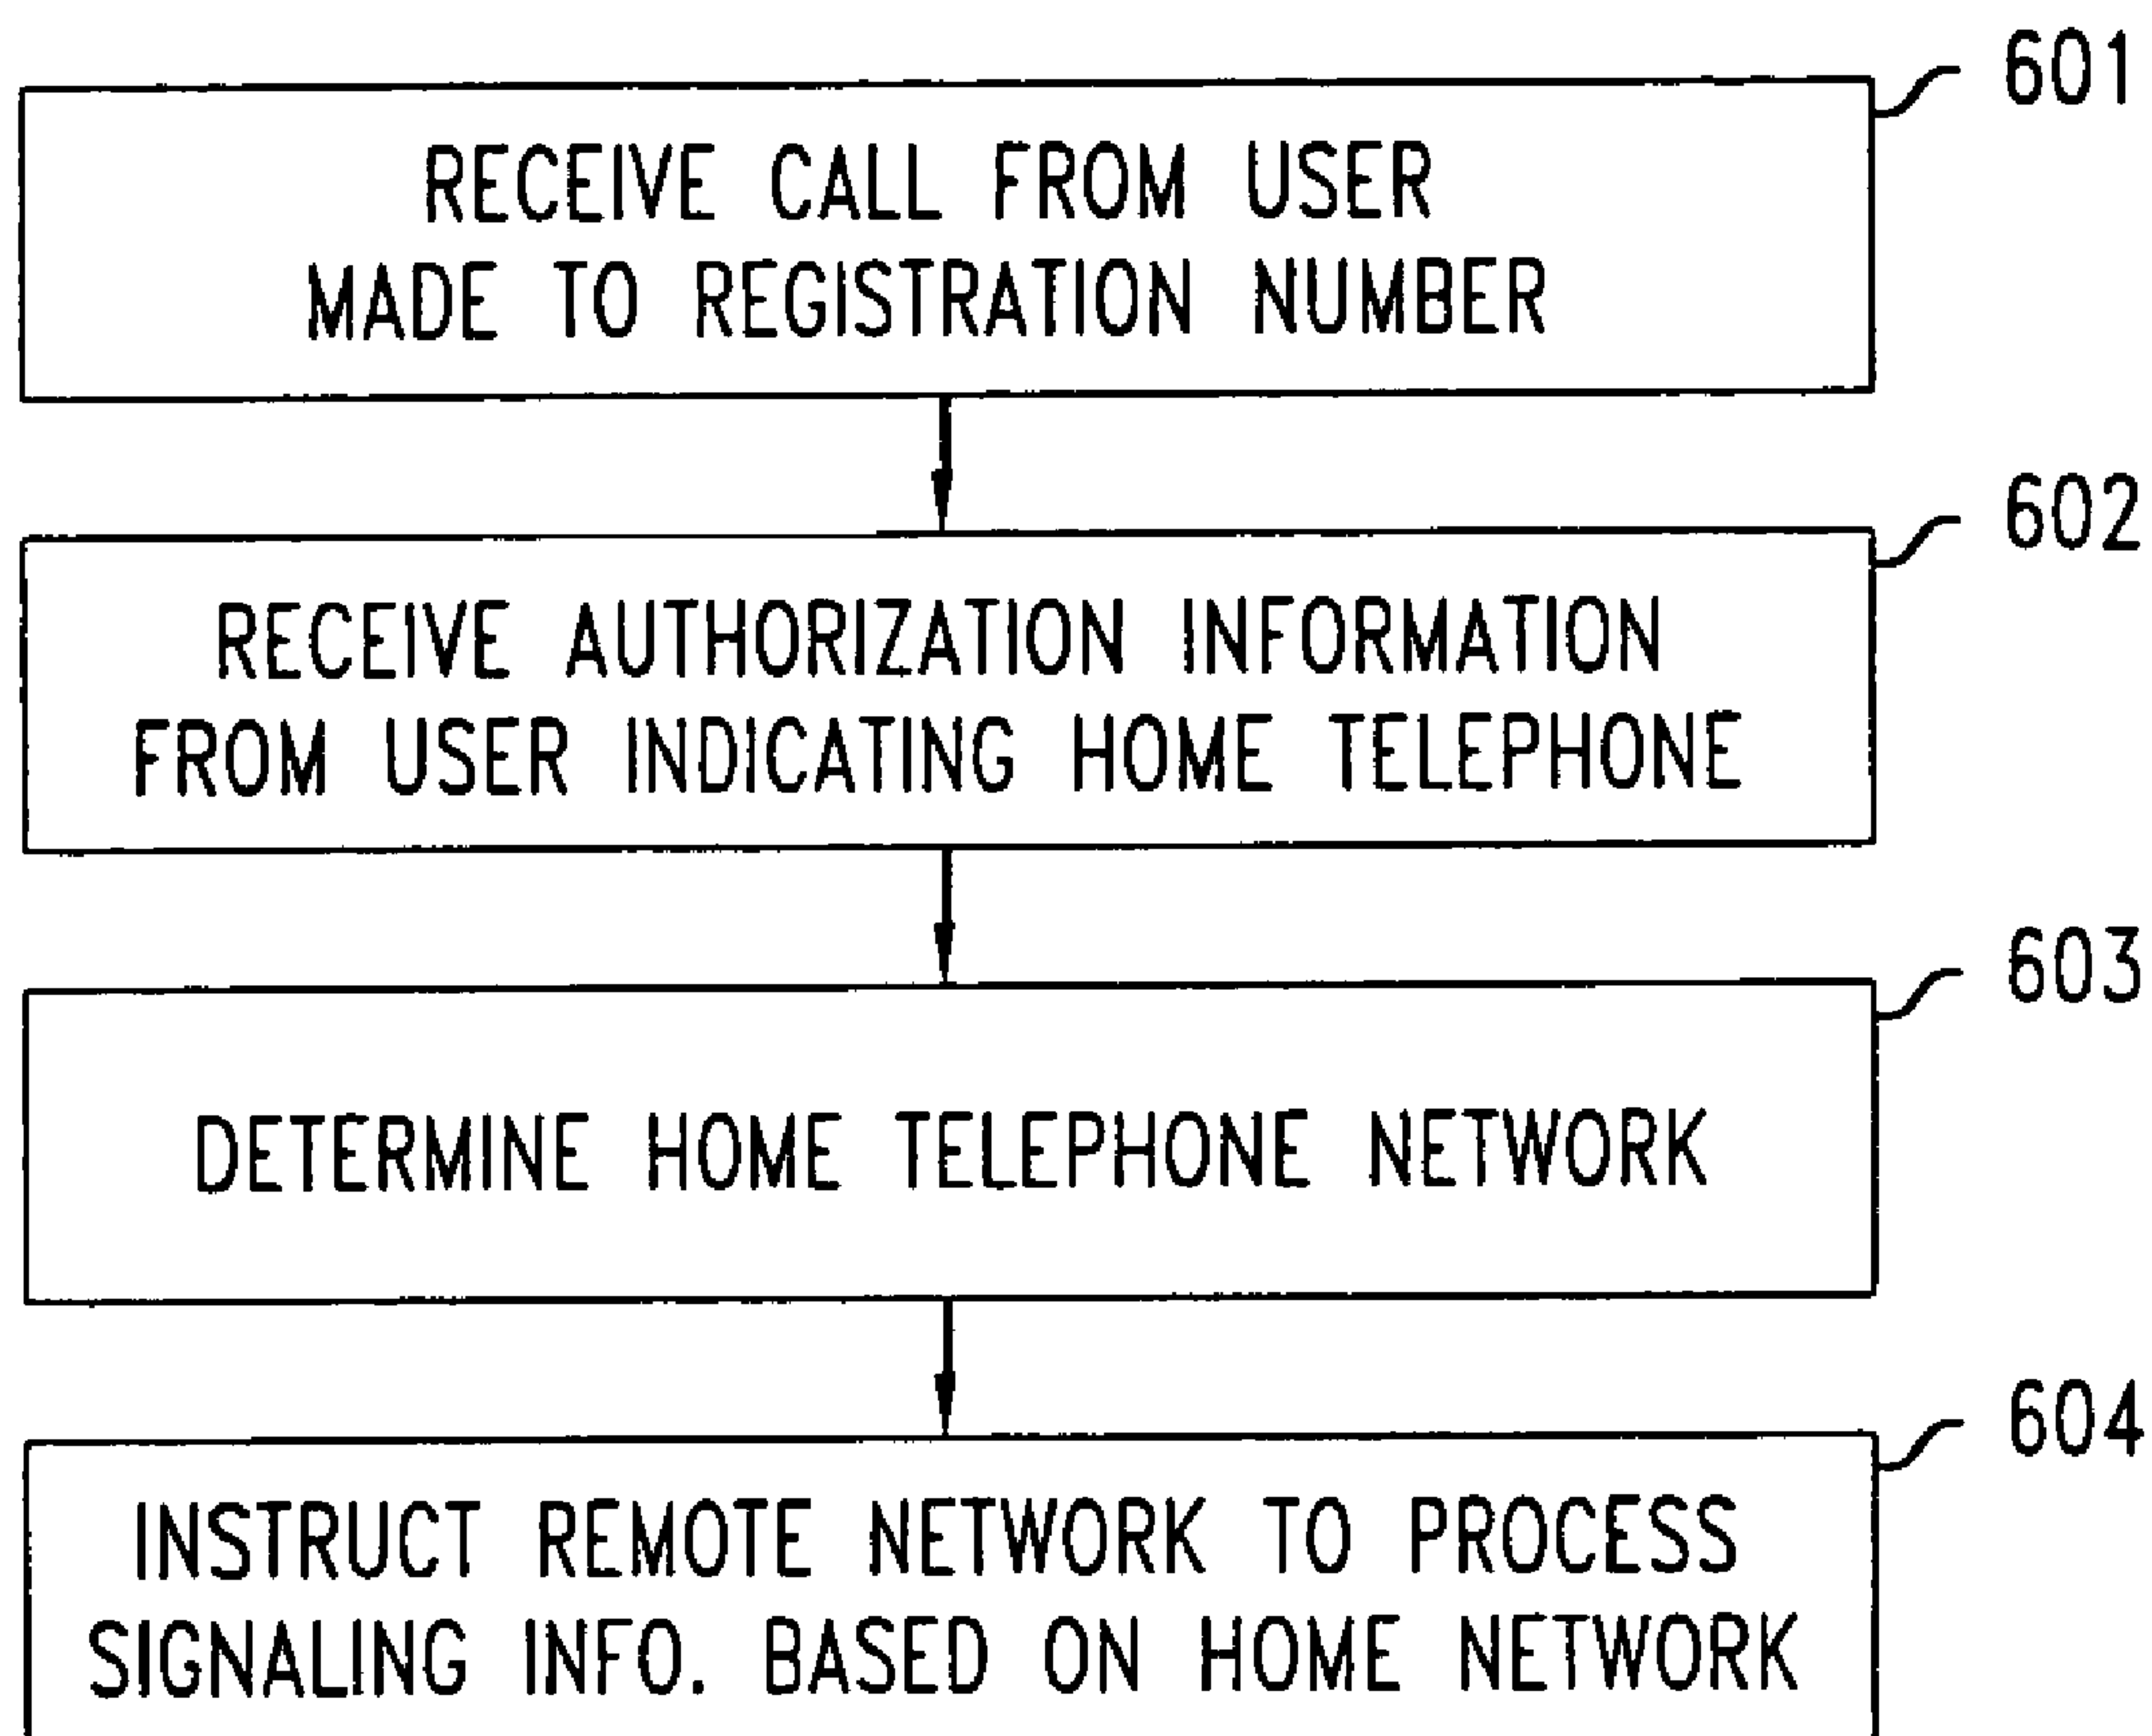 601
RECEIVE CALL FROM USER
MADE TO REGISTRATION NUMBER
602
RECEIVE AUTHORIZATION INFORMATION
FROM USER INDICATING HOME TELEPHONE
603
DETERMINE HOME TELEPHONE NETWORK
604
INSTRUCT REMOTE NETWORK TO PROCESS
SIGNALING INFO. BASED ON HOME NETWORK